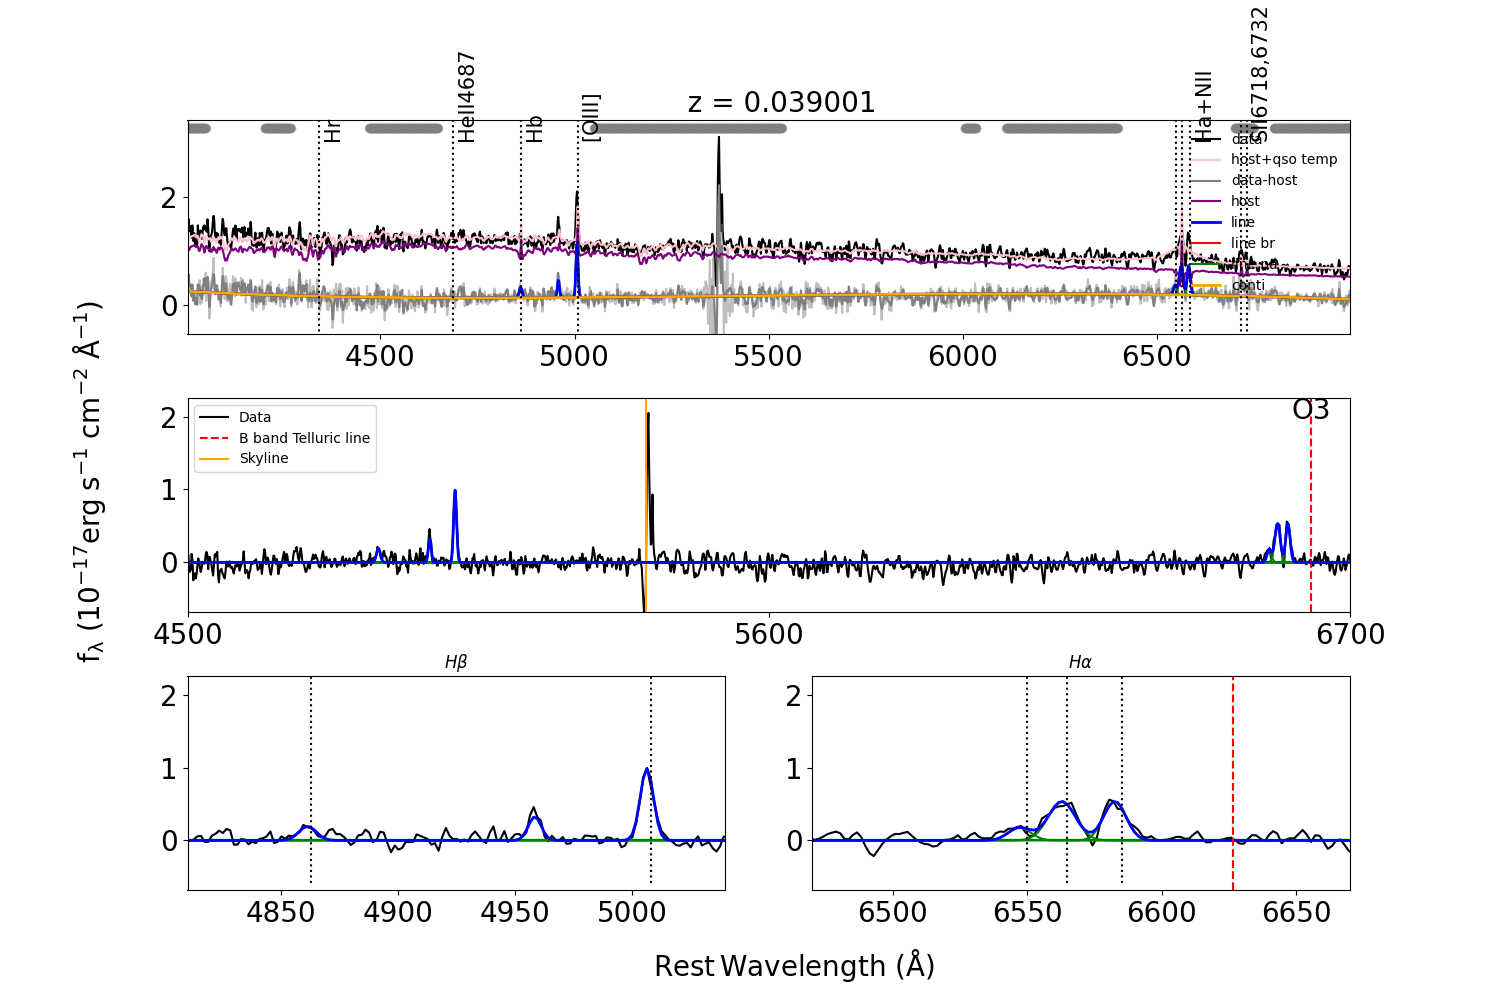 z = 0.039001
Hr
HeII4687
Hb
[OIII]
Ha+NII
SII6718,6732
data
host+qso temp
data-host
host
line
line br
conti
2
0
4500
5000
5500
6000
6500
fλ (10−17erg s−1 cm−2 Å−1)
Data
B band Telluric line
Skyline
O3
2
1
0
4500
5600
6700
Hβ
2
1
0
4850
4900
4950
5000
Hα
2
1
0
6500
6550
6600
6650
Rest Wavelength (Å)